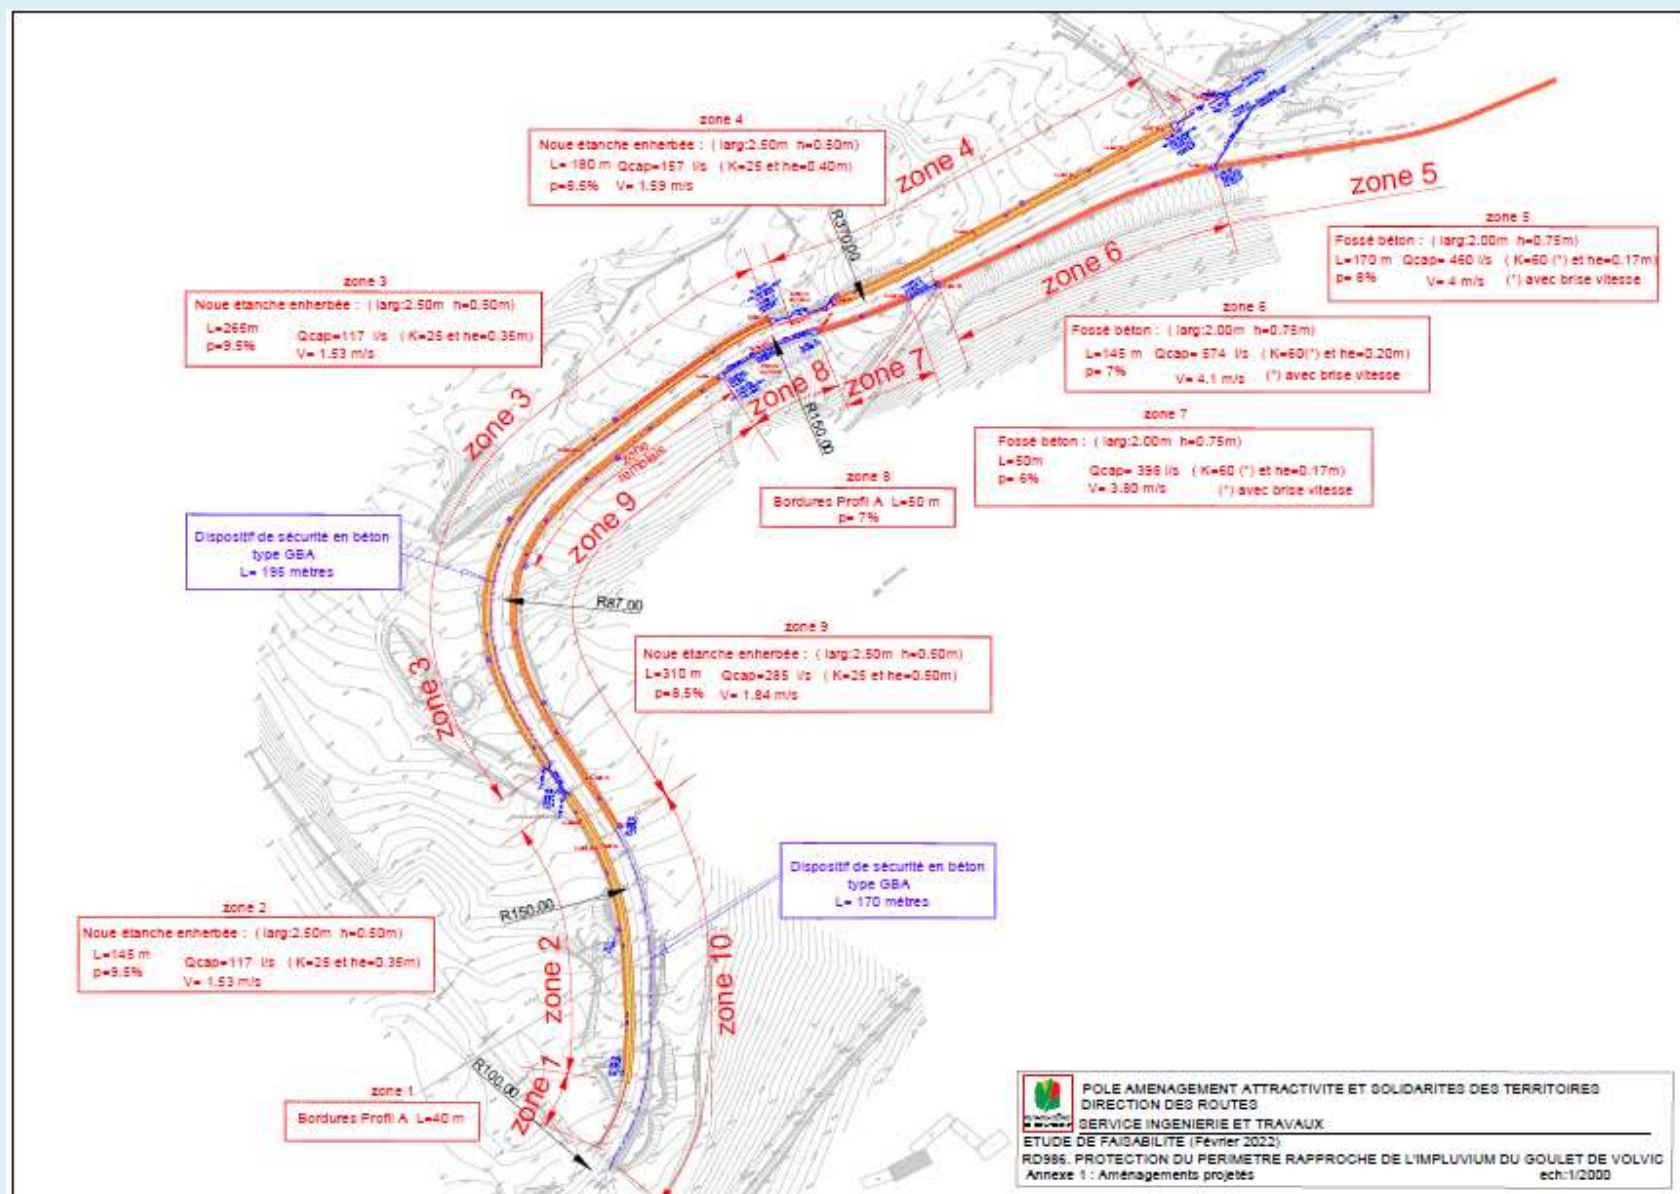 zone 4
Noue étanche enherbée : ( larg:2.50m h=0.50m)
L= 180 m Qcap=157 l/s ( K=25 et he=0.40m)
p=8.5% V= 1.59 m/s
zone 4
zone 5
zone 5
Fossé béton : ( larg:2.00m h=0.75m)
L=170 m Qcap= 460 l/s ( K=60 (*) et he=0.17m)
p= 8% V= 4 m/s (*) avec brise vitesse
R370.00
zone 6
zone 3
Noue étanche enherbée : ( larg:2.50m h=0.50m)
L=265m Qcap=117 l/s ( K=25 et he=0.35m)
p=9.5% V= 1.53 m/s
zone 6
Fossé béton : ( larg:2.00m h=0.75m)
L=145 m Qcap= 574 l/s ( K=60(*) et he=0.20m)
p= 7% V= 4.1 m/s (*) avec brise vitesse
zone 3
zone 8
zone 7
R150.00
zone 7
Fossé béton : ( larg:2.00m h=0.75m)
L=50m Qcap= 398 l/s ( K=60 (*) et he=0.17m)
p= 6% V= 3.80 m/s (*) avec brise vitesse
zone remblais
zone 9
zone 8
Bordures Profil A L=50 m
p= 7%
Dispositif de sécurité en béton
type GBA
L= 195 mètres
R87.00
zone 9
Noue étanche enherbée : ( larg:2.50m h=0.50m)
L=310 m Qcap=285 l/s ( K=25 et he=0.50m)
p=8.5% V= 1.84 m/s
zone 3
Dispositif de sécurité en béton
type GBA
L= 170 mètres
zone 2
Noue étanche enherbée : ( larg:2.50m h=0.50m)
L=145 m Qcap=117 l/s ( K=25 et he=0.35m)
p=9.5% V= 1.53 m/s
R150.00
zone 2
zone 10
R100.00
zone 1
zone 1
Bordures Profil A L=40 m
POLE AMENAGEMENT ATTRACTIVITE ET SOLIDARITES DES TERRITOIRES
DIRECTION DES ROUTES
SERVICE INGENIERIE ET TRAVAUX
ETUDE DE FAISABILITE (Février 2022)
RD986. PROTECTION DU PERIMETRE RAPPROCHE DE L'IMPLUVIUM DU GOULET DE VOLVIC
Annexe 1 : Aménagements projetés ech:1/2000